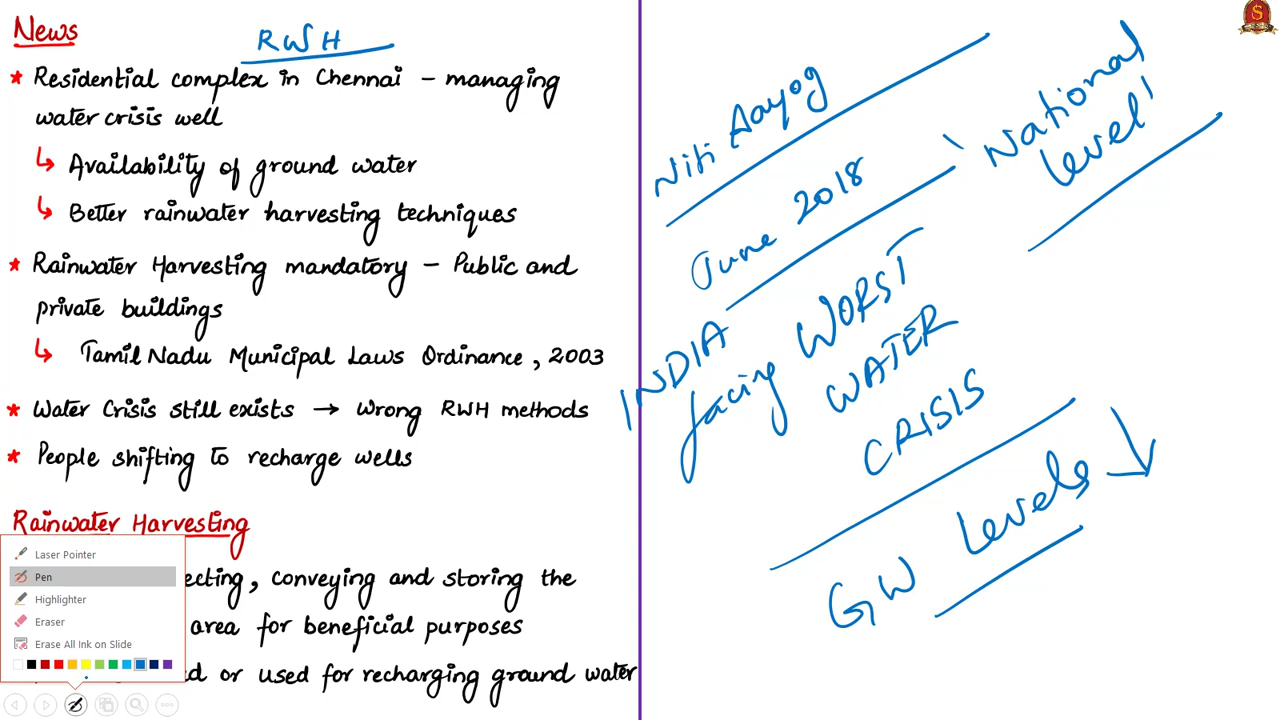 News
RWH
* Residential complex in Chennai – managing
water crisis well
↳ Availability of ground water
↳ Better rainwater harvesting techniques
* Rainwater Harvesting mandatory – Public and
private buildings
↳ Tamil Nadu Municipal Laws Ordinance, 2003
* Water Crisis still exists → Wrong RWH methods
* People shifting to recharge wells
Rainwater Harvesting
Laser Pointer
Pen
Highlighter
Eraser
Erase All Ink on Slide
conveying and storing the
area for beneficial purposes
or used for recharging ground water
Niti Aayog
June 2018
'National
Level'
INDIA
facing WORST
WATER
CRISIS
GW Levels ↓
S